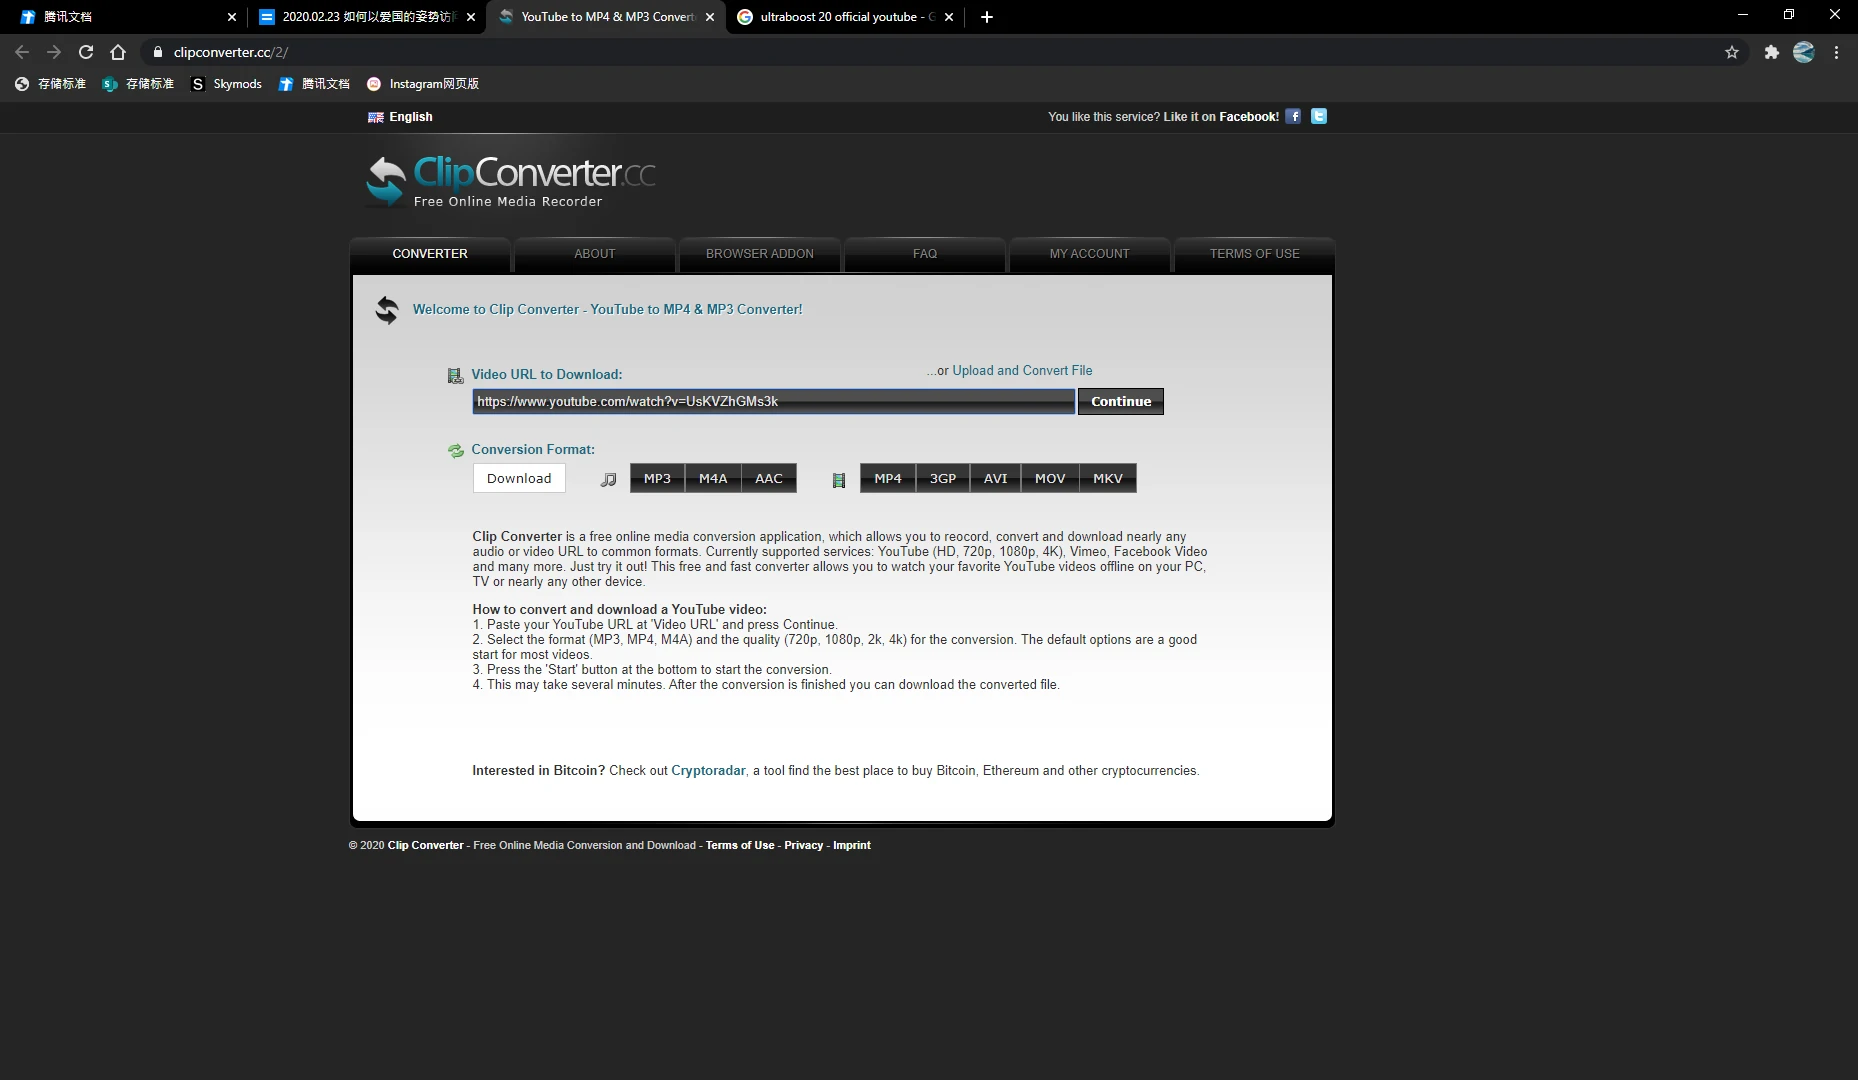 腾讯文档
2020.02.23 如何以爱国的姿势访
YouTube to MP4 & MP3 Convert
ultraboost 20 official youtube - G
clipconverter.cc/2/
存储标准
存储标准
Skymods
腾讯文档
Instagram网页版
English
You like this service? Like it on Facebook!
ClipConverter.cc
Free Online Media Recorder
CONVERTER
ABOUT
BROWSER ADDON
FAQ
MY ACCOUNT
TERMS OF USE
Welcome to Clip Converter - YouTube to MP4 & MP3 Converter!
Video URL to Download:
...or Upload and Convert File
https://www.youtube.com/watch?v=UsKVZhGMs3k
Continue
Conversion Format:
Download
MP3 M4A AAC
MP4 3GP AVI MOV MKV
Clip Converter is a free online media conversion application, which allows you to reocord, convert and download nearly any
audio or video URL to common formats. Currently supported services: YouTube (HD, 720p, 1080p, 4K), Vimeo, Facebook Video
and many more. Just try it out! This free and fast converter allows you to watch your favorite YouTube videos offline on your PC,
TV or nearly any other device.
How to convert and download a YouTube video:
1. Paste your YouTube URL at 'Video URL' and press Continue.
2. Select the format (MP3, MP4, M4A) and the quality (720p, 1080p, 2k, 4k) for the conversion. The default options are a good
start for most videos.
3. Press the 'Start' button at the bottom to start the conversion.
4. This may take several minutes. After the conversion is finished you can download the converted file.
Interested in Bitcoin? Check out Cryptoradar, a tool find the best place to buy Bitcoin, Ethereum and other cryptocurrencies.
© 2020 Clip Converter - Free Online Media Conversion and Download - Terms of Use - Privacy - Imprint